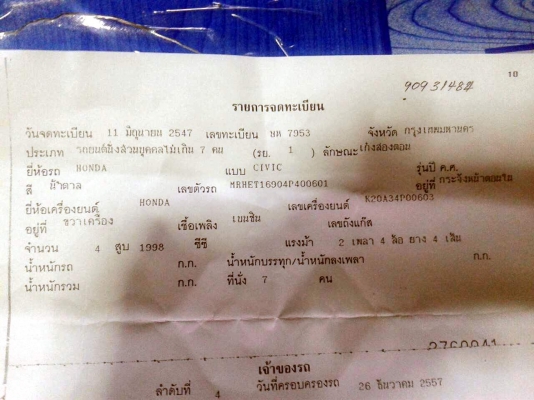 10
90931484
รายการจดทะเบียน
วันจดทะเบียน 11 มิถุนายน 2547 เลขทะเบียน 7953 จังหวัด กรุงเทพมหานคร
ประเภท รถยนต์นั่งส่วนบุคคลไม่เกิน 7 คน (รย. 1 ) ลักษณะ เก๋งสองตอน
ยี่ห้อรถ HONDA แบบ CIVIC รุ่นปี ค.ศ.
สี น้ำตาล เลขตัวรถ MRHET16904P400601 อยู่ที่ กระจังหน้าตอนใน
ยี่ห้อเครื่องยนต์ HONDA เลขเครื่องยนต์ K20A34P00603
อยู่ที่ ขวาเครื่อง เชื้อเพลิง เบนซิน เลขถังแก๊ส
จำนวน 4 สูบ 1998 ซีซี แรงม้า 2 เพลา 4 ล้อ ยาง 4 เส้น
น้ำหนักรถ ก.ก. น้ำหนักบรรทุก/น้ำหนักลงเพลา ก.ก.
น้ำหนักรวม ก.ก. ที่นั่ง 7 คน
เจ้าของรถ
ลำดับที่ 4 วันที่ครอบครองรถ 26 ธันวาคม 2557